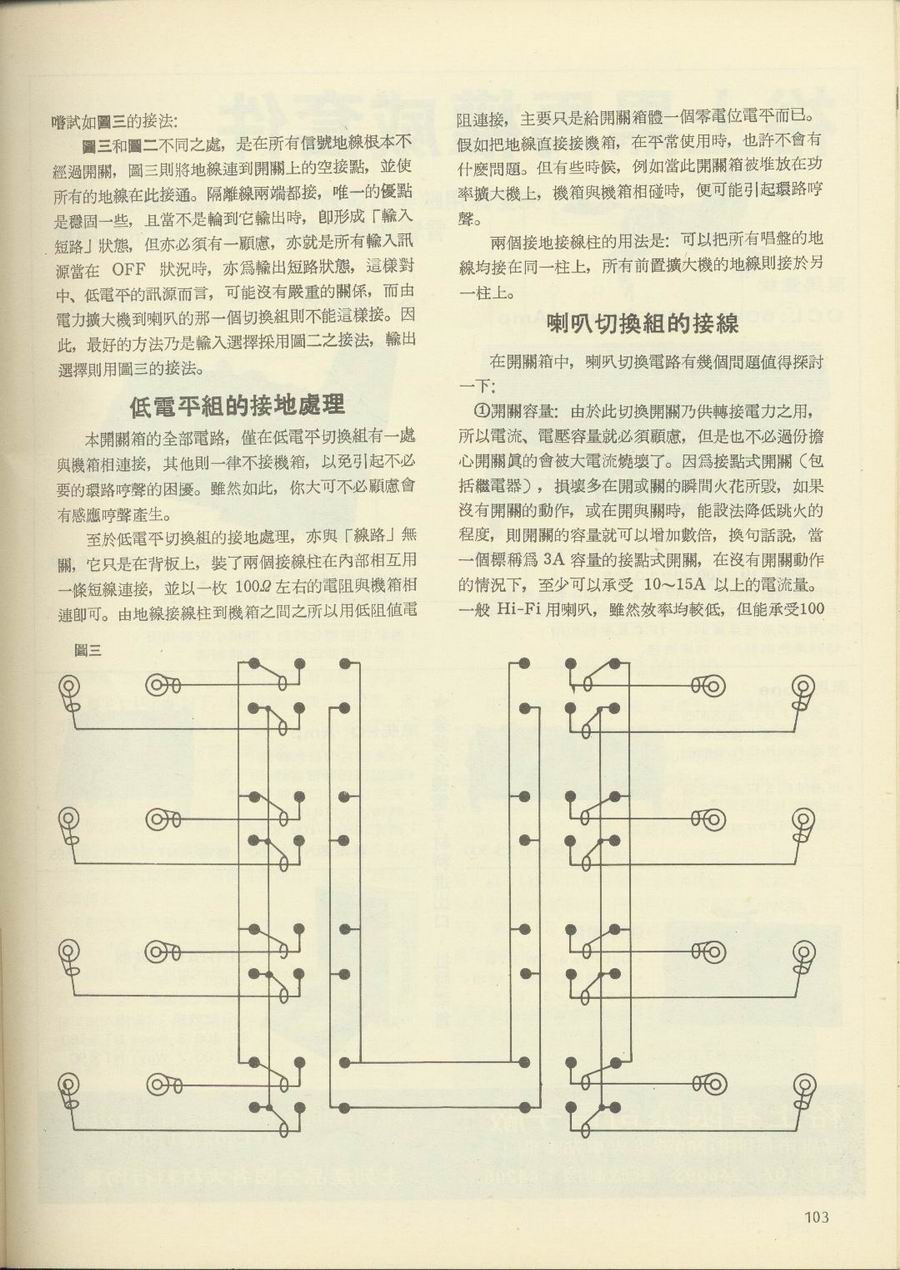 嚐試如圖三的接法:
圖三和圖二不同之處，是在所有信號地線根本不
經過開關，圖三則將地線連到開關上的空接點，並使
所有的地線在此接通。隔離線兩端都接，唯一的優點
是穩固一些，且當不是輪到它輸出時，卽形成「輸入
短路」狀態，但亦必須有一顧慮，亦就是所有輸入訊
源當在 OFF 狀況時，亦爲輸出短路狀態，這樣對
中、低電平的訊源而言，可能沒有嚴重的關係，而由
電力擴大機到喇叭的那一個切換組則不能這樣接。因
此，最好的方法乃是輸入選擇採用圖二之接法，輸出
選擇則用圖三的接法。
低電平組的接地處理
本開關箱的全部電路，僅在低電平切換組有一處
與機箱相連接，其他則一律不接機箱，以免引起不必
要的環路哼聲的困擾。雖然如此，你大可不必顧慮會
有感應哼聲產生。
至於低電平切換組的接地處理，亦與「線路」無
關，它只是在背板上，裝了兩個接線柱在內部相互用
一條短線連接，並以一枚 100Ω 左右的電阻與機箱相
連卽可。由地線接線柱到機箱之間之所以用低阻値電
阻連接，主要只是給開關箱體一個零電位電平而已。
假如把地線直接接機箱，在平常使用時，也許不會有
什麼問題。但有些時候，例如當此開關箱被堆放在功
率擴大機上，機箱與機箱相碰時，便可能引起環路哼
聲。
兩個接地接線柱的用法是: 可以把所有唱盤的地
線均接在同一柱上，所有前置擴大機的地線則接於另
一柱上。
喇叭切換組的接線
在開關箱中，喇叭切換電路有幾個問題値得探討
一下:
①開關容量: 由於此切換開關乃供轉接電力之用，
所以電流、電壓容量就必須顧慮，但是也不必過份擔
心開關眞的會被大電流燒壞了。因爲接點式開關（包
括繼電器），損壞多在開或關的瞬間火花所毁，如果
沒有開關的動作，或在開與關時，能設法降低跳火的
程度，則開關的容量就可以增加數倍，換句話說，當
一個標稱爲 3A 容量的接點式開關，在沒有開關動作
的情況下，至少可以承受 10～15A 以上的電流量。
一般 Hi-Fi 用喇叭，雖然效率均較低，但能承受100
圖三
103